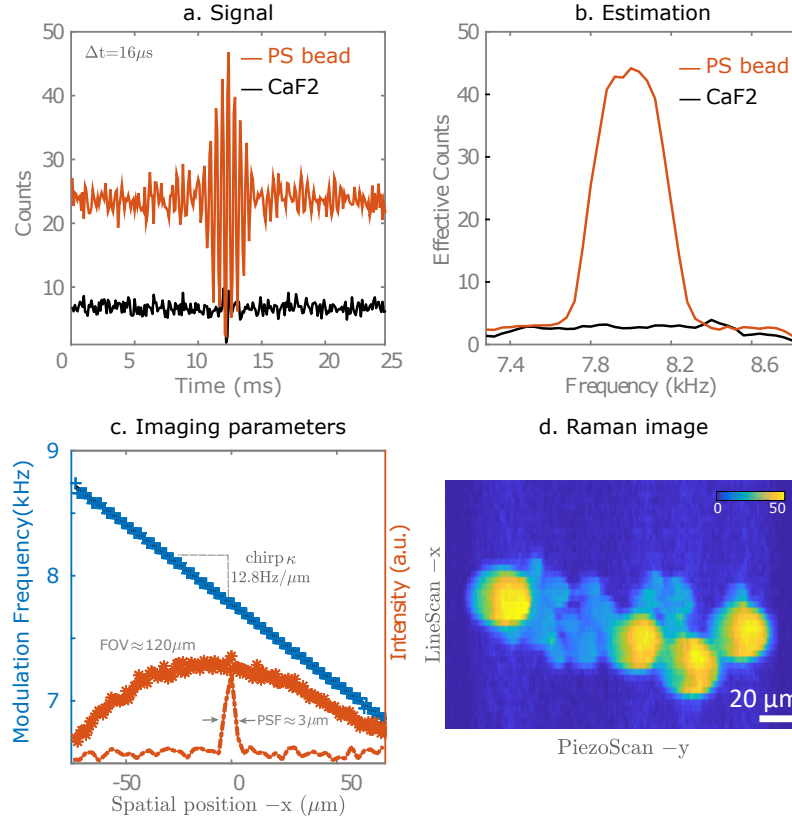 a. Signal
Δt=16μs
PS bead
CaF2
50
40
30
20
10
Counts
0
5
10
15
20
25
Time (ms)
b. Estimation
PS bead
CaF2
50
40
30
20
10
0
Effective Counts
7.4
7.8
8.2
8.6
Frequency (kHz)
c. Imaging parameters
9
8
7
Modulation Frequency(kHz)
chirp κ
12.8Hz/μm
FOV≈120μm
PSF≈3μm
Intensity (a.u.)
-50
0
50
Spatial position −x (μm)
d. Raman image
0
50
LineScan −x
20 μm
PiezoScan −y